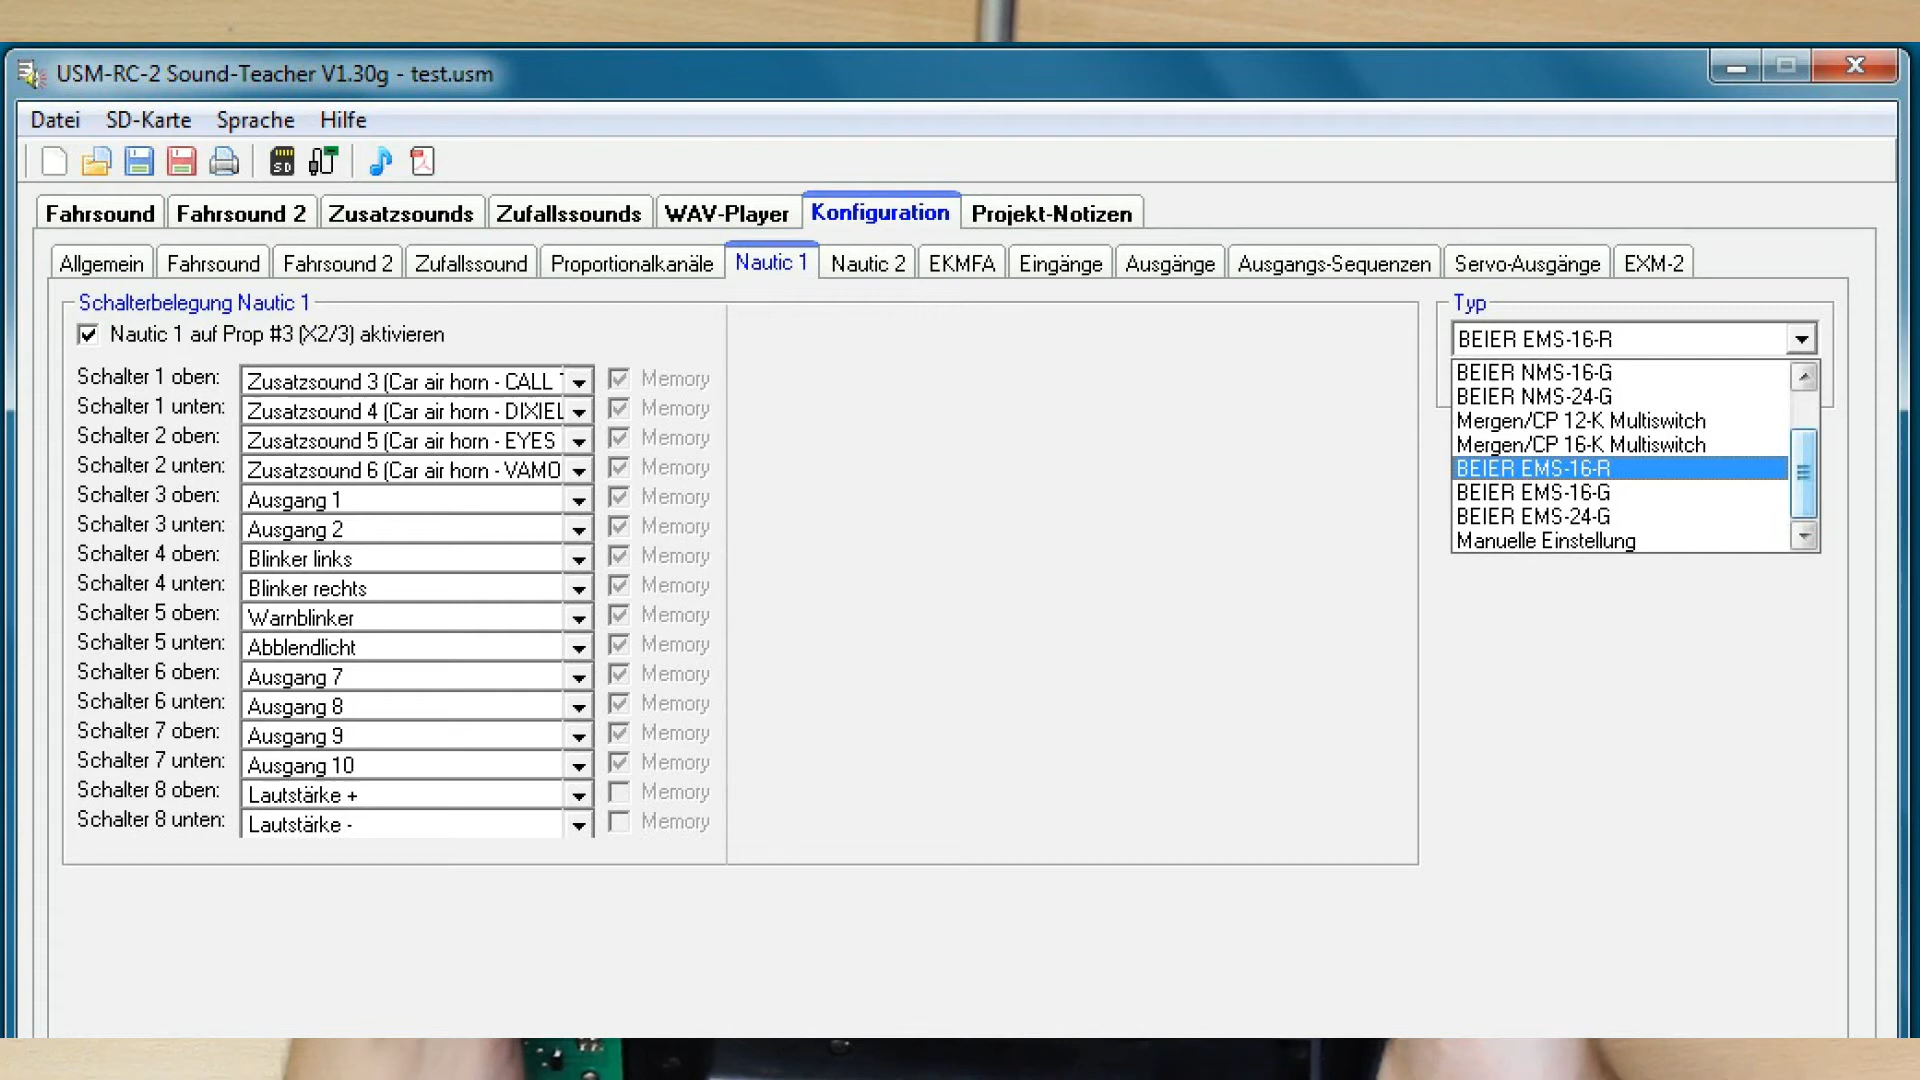 USM-RC-2 Sound-Teacher V1.30g - test.usm
Datei SD-Karte Sprache Hilfe
SD
Fahrsound Fahrsound 2 Zusatzsounds Zufallssounds WAV-Player Konfiguration Projekt-Notizen
Allgemein Fahrsound Fahrsound 2 Zufallssound Proportionalkanäle Nautic 1 Nautic 2 EKMFA Eingänge Ausgänge Ausgangs-Sequenzen Servo-Ausgänge EXM-2
Schalterbelegung Nautic 1
Nautic 1 auf Prop #3 (X2/3) aktivieren
Schalter 1 oben: Zusatzsound 3 (Car air horn - CALL Memory
Schalter 1 unten: Zusatzsound 4 (Car air horn - DIXIEL Memory
Schalter 2 oben: Zusatzsound 5 (Car air horn - EYES Memory
Schalter 2 unten: Zusatzsound 6 (Car air horn - VAMO Memory
Schalter 3 oben: Ausgang 1 Memory
Schalter 3 unten: Ausgang 2 Memory
Schalter 4 oben: Blinker links Memory
Schalter 4 unten: Blinker rechts Memory
Schalter 5 oben: Warnblinker Memory
Schalter 5 unten: Abblendlicht Memory
Schalter 6 oben: Ausgang 7 Memory
Schalter 6 unten: Ausgang 8 Memory
Schalter 7 oben: Ausgang 9 Memory
Schalter 7 unten: Ausgang 10 Memory
Schalter 8 oben: Lautstärke + Memory
Schalter 8 unten: Lautstärke - Memory
Typ
BEIER EMS-16-R
BEIER NMS-16-G
BEIER NMS-24-G
Mergen/CP 12-K Multiswitch
Mergen/CP 16-K Multiswitch
BEIER EMS-16-R
BEIER EMS-16-G
BEIER EMS-24-G
Manuelle Einstellung